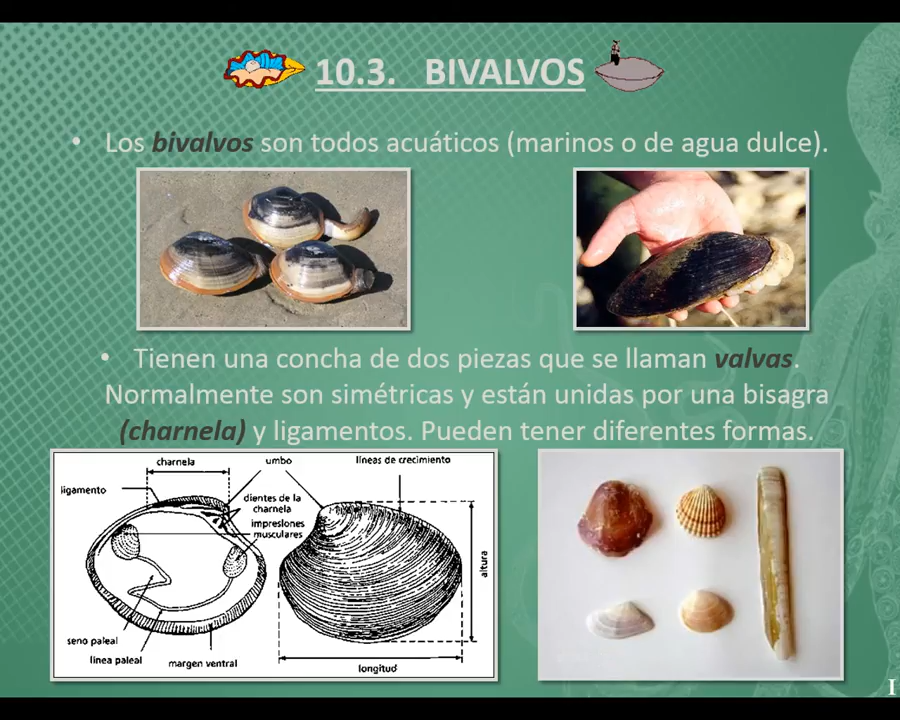 10.3. BIVALVOS
• Los bivalvos son todos acuáticos (marinos o de agua dulce).
• Tienen una concha de dos piezas que se llaman valvas.
Normalmente son simétricas y están unidas por una bisagra
(charnela) y ligamentos. Pueden tener diferentes formas.
charnela
umbo
líneas de crecimiento
ligamento
dientes de la
charnela
impresiones
musculares
altura
seno paleal
línea paleal
margen ventral
longitud
I